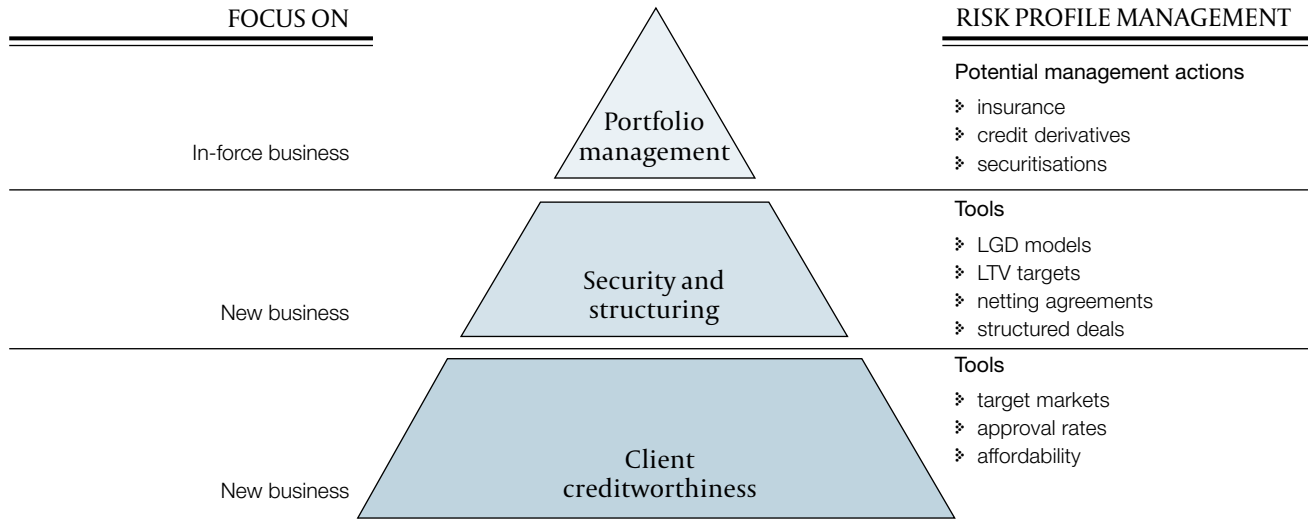 FOCUS ON
RISK PROFILE MANAGEMENT
Portfolio
management
In-force business
Potential management actions
insurance
credit derivatives
securitisations
Security and
structuring
New business
Tools
LGD models
LTV targets
netting agreements
structured deals
Client
creditworthiness
New business
Tools
target markets
approval rates
affordability